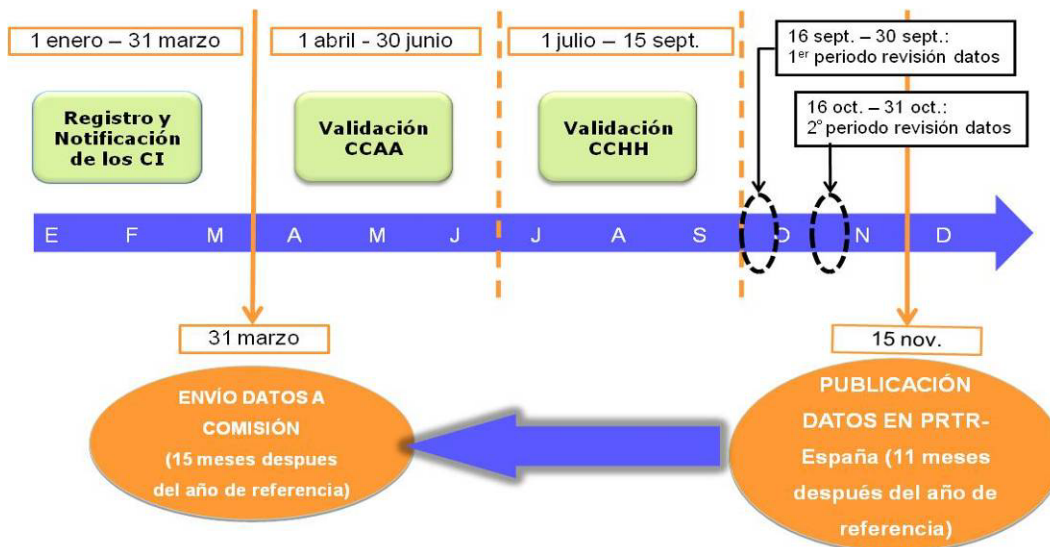 1 enero – 31 marzo
1 abril - 30 junio
1 julio – 15 sept.
16 sept. – 30 sept.:
1er periodo revisión datos
16 oct. – 31 oct.:
2º periodo revisión datos
Registro y
Notificación
de los CI
Validación
CCAA
Validación
CCHH
E F M A M J J A S O N D
31 marzo
15 nov.
ENVÍO DATOS A
COMISIÓN
(15 meses despues
del año de referencia)
PUBLICACIÓN
DATOS EN PRTR-
España (11 meses
después del año de
referencia)